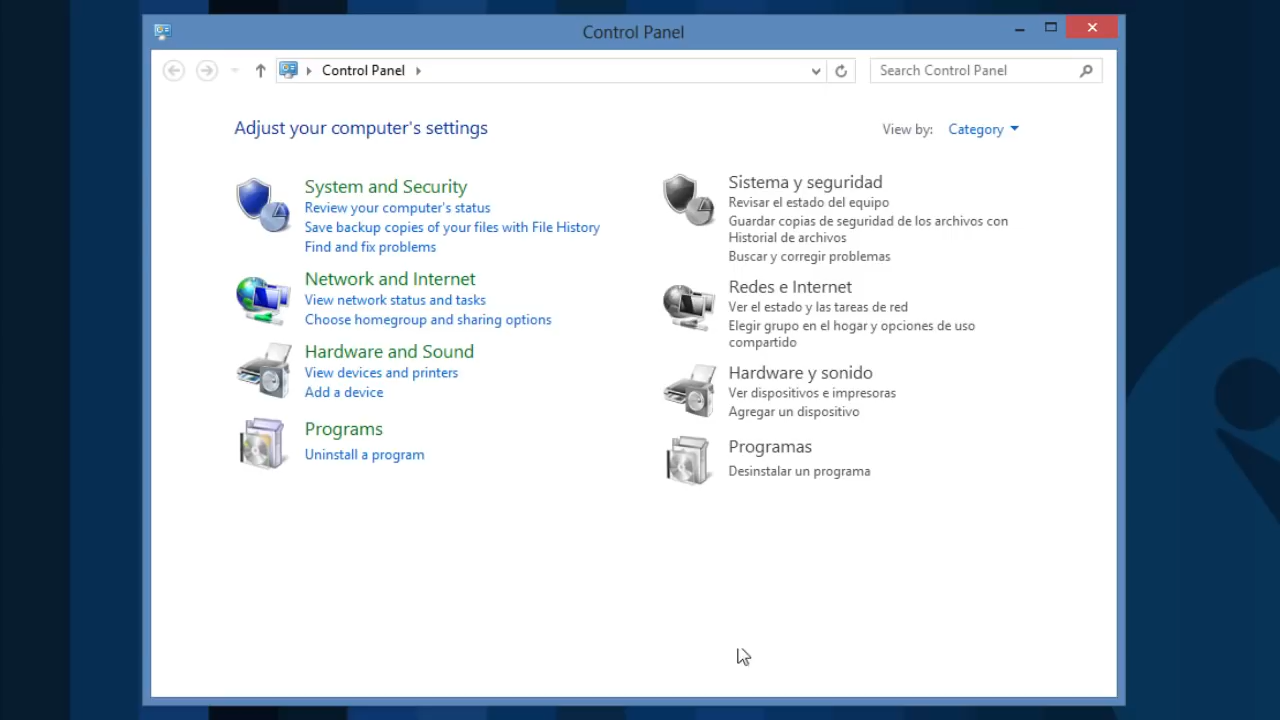 Control Panel
Control Panel
Search Control Panel
Adjust your computer's settings
View by: Category
System and Security
Review your computer's status
Save backup copies of your files with File History
Find and fix problems
Network and Internet
View network status and tasks
Choose homegroup and sharing options
Hardware and Sound
View devices and printers
Add a device
Programs
Uninstall a program
Sistema y seguridad
Revisar el estado del equipo
Guardar copias de seguridad de los archivos con
Historial de archivos
Buscar y corregir problemas
Redes e Internet
Ver el estado y las tareas de red
Elegir grupo en el hogar y opciones de uso
compartido
Hardware y sonido
Ver dispositivos e impresoras
Agregar un dispositivo
Programas
Desinstalar un programa